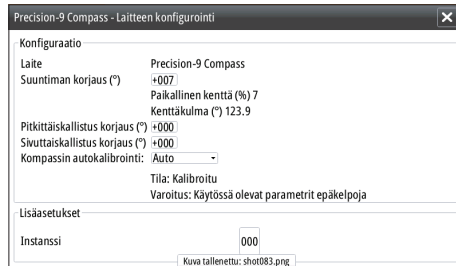 Precision-9 Compass - Laitteen konfigurointi
Konfiguraatio
Laite Precision-9 Compass
Suuntiman korjaus (°) +007
Paikallinen kenttä (%) 7
Kenttäkulma (°) 123.9
Pitkittäiskallistus korjaus (°) +000
Sivuttaiskallistus korjaus (°) +000
Kompassin autokalibrointi: Auto
Tila: Kalibroitu
Varoitus: Käytössä olevat parametrit epäkelpoja
Lisäasetukset
Instanssi 000
Kuva tallenettu: shot083.png